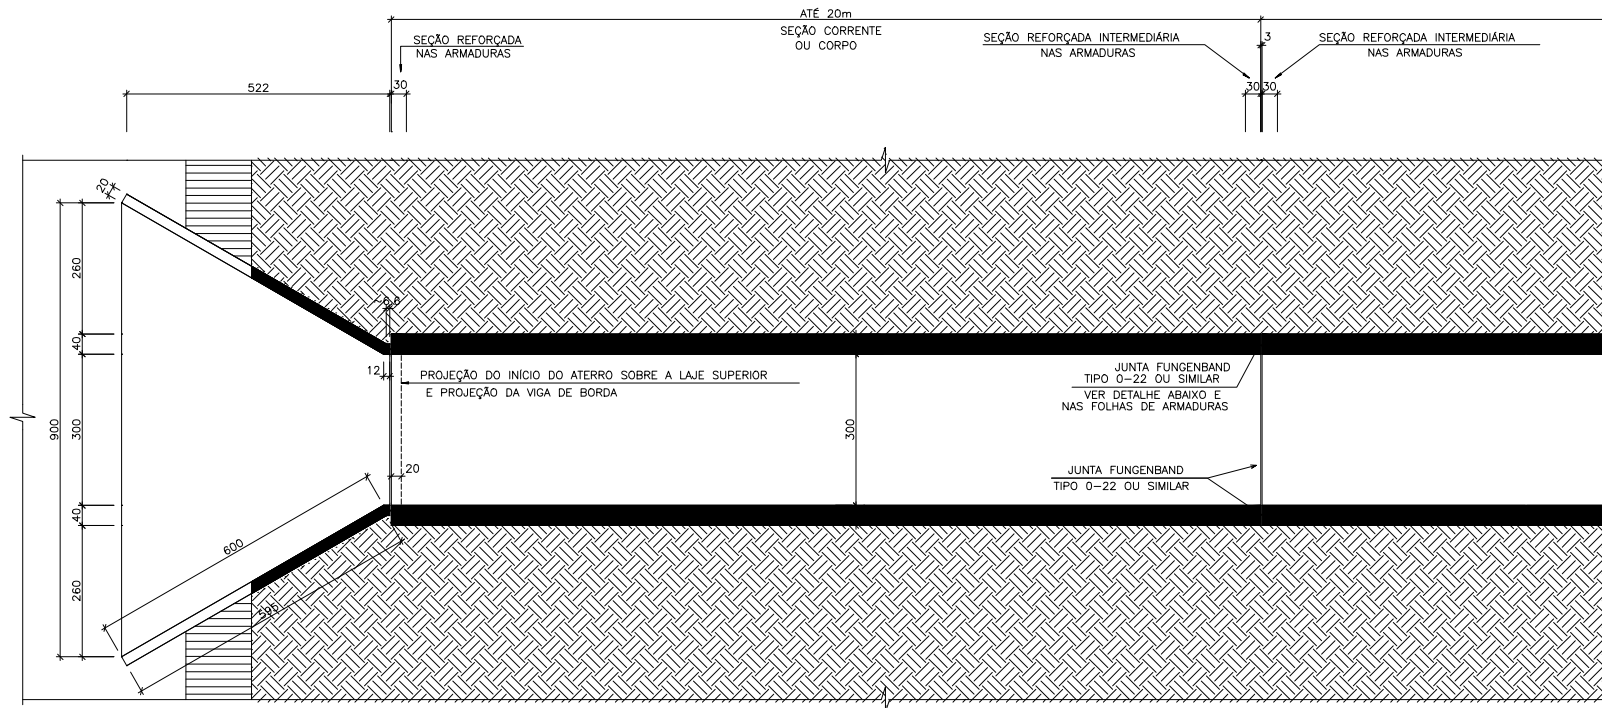 ATÉ 20m
SEÇÃO CORRENTE
OU CORPO
SEÇÃO REFORÇADA
NAS ARMADURAS
SEÇÃO REFORÇADA INTERMEDIÁRIA
NAS ARMADURAS
3
SEÇÃO REFORÇADA INTERMEDIÁRIA
NAS ARMADURAS
522
30
30
30
20
260
~6,6
40
12
PROJEÇÃO DO INÍCIO DO ATERRO SOBRE A LAJE SUPERIOR
E PROJEÇÃO DA VIGA DE BORDA
JUNTA FUNGENBAND
TIPO 0-22 OU SIMILAR
VER DETALHE ABAIXO E
NAS FOLHAS DE ARMADURAS
900
300
300
20
JUNTA FUNGENBAND
TIPO 0-22 OU SIMILAR
40
600
260
595